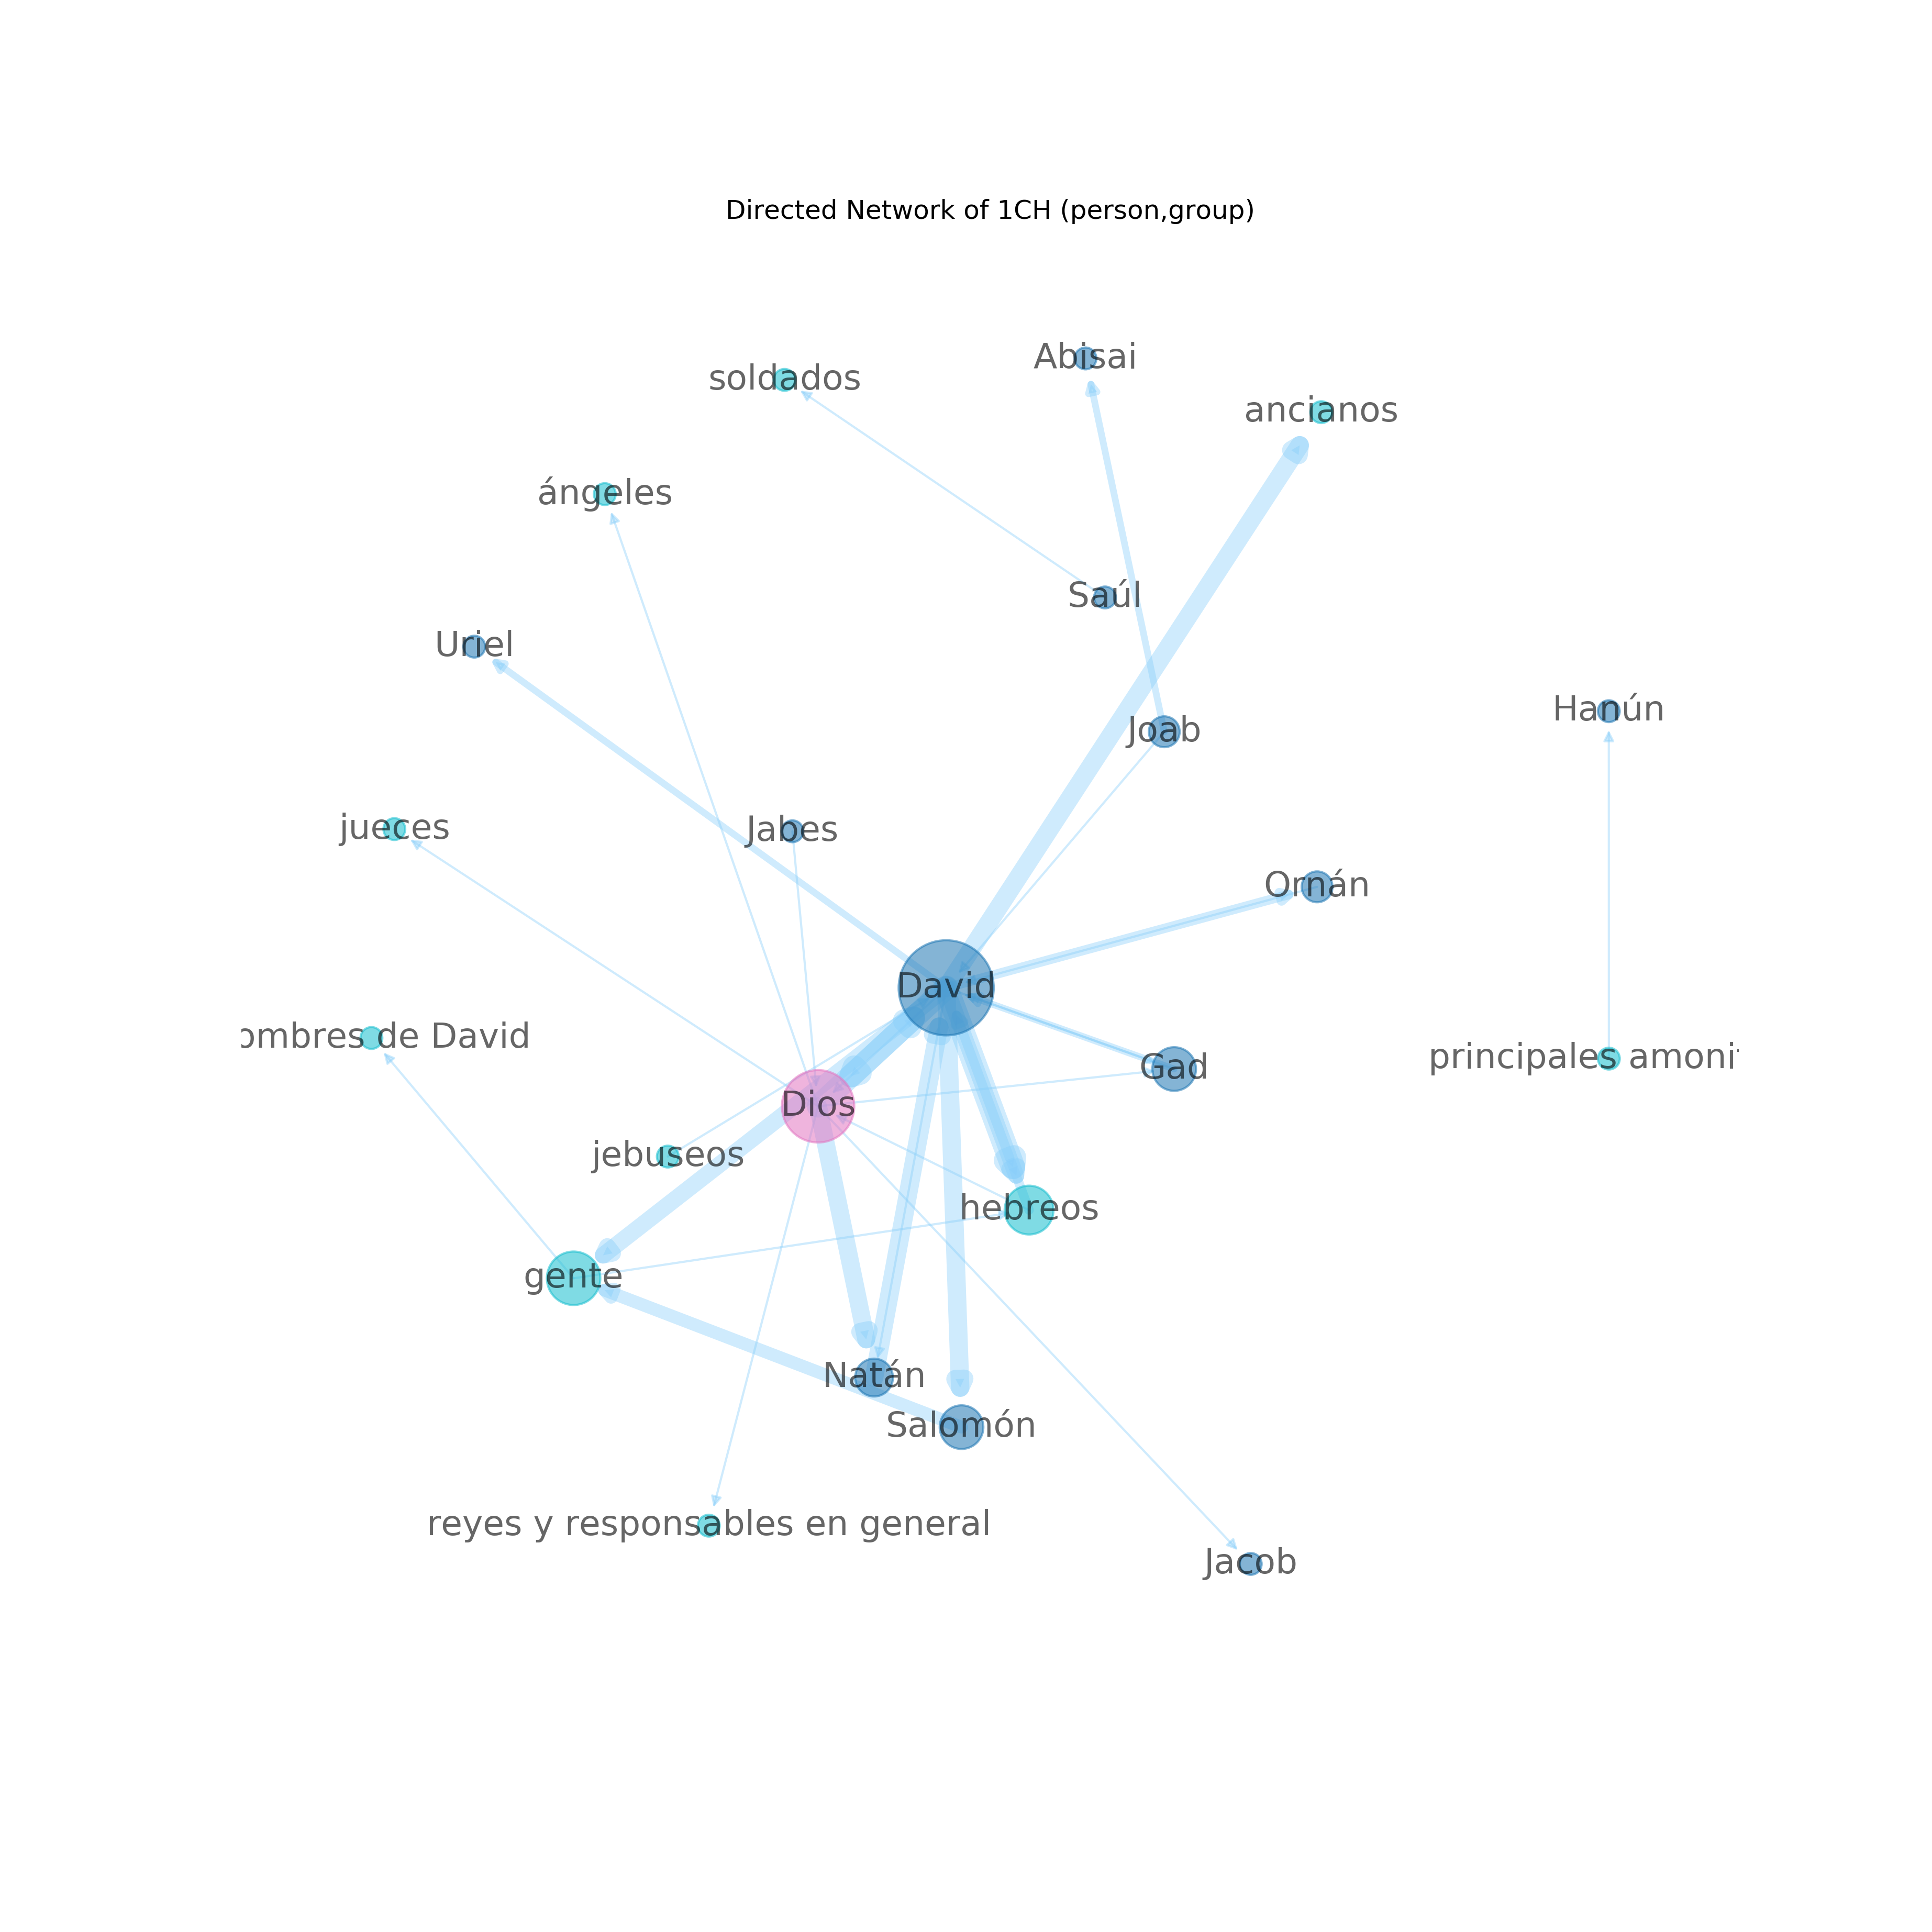 Directed Network of 1CH (person,group)
Abisai
soldados
ancianos
ángeles
Saúl
Uriel
Hanún
Joab
jueces
Jabes
Ornán
David
ombres de David
principales amoni
Gad
Dios
jebuseos
hebreos
gente
Natán
Salomón
reyes y responsables en general
Jacob